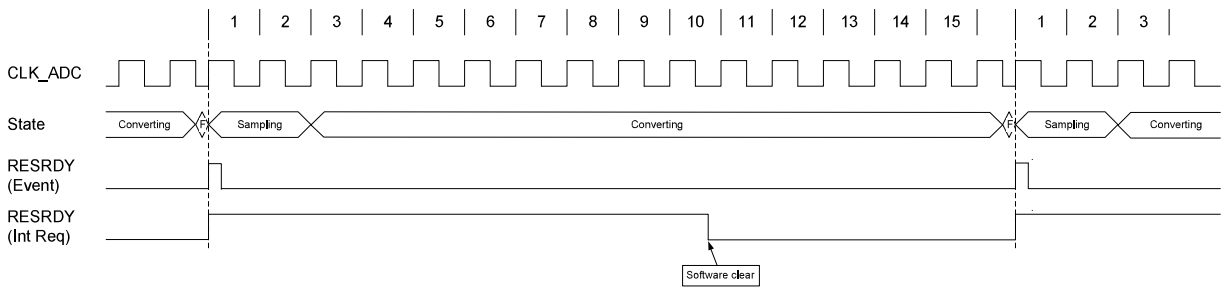 1 2 3 4 5 6 7 8 9 10 11 12 13 14 15 1 2 3
CLK_ADC
State Converting F Sampling Converting F Sampling Converting
RESRDY
(Event)
RESRDY
(Int Req)
Software clear